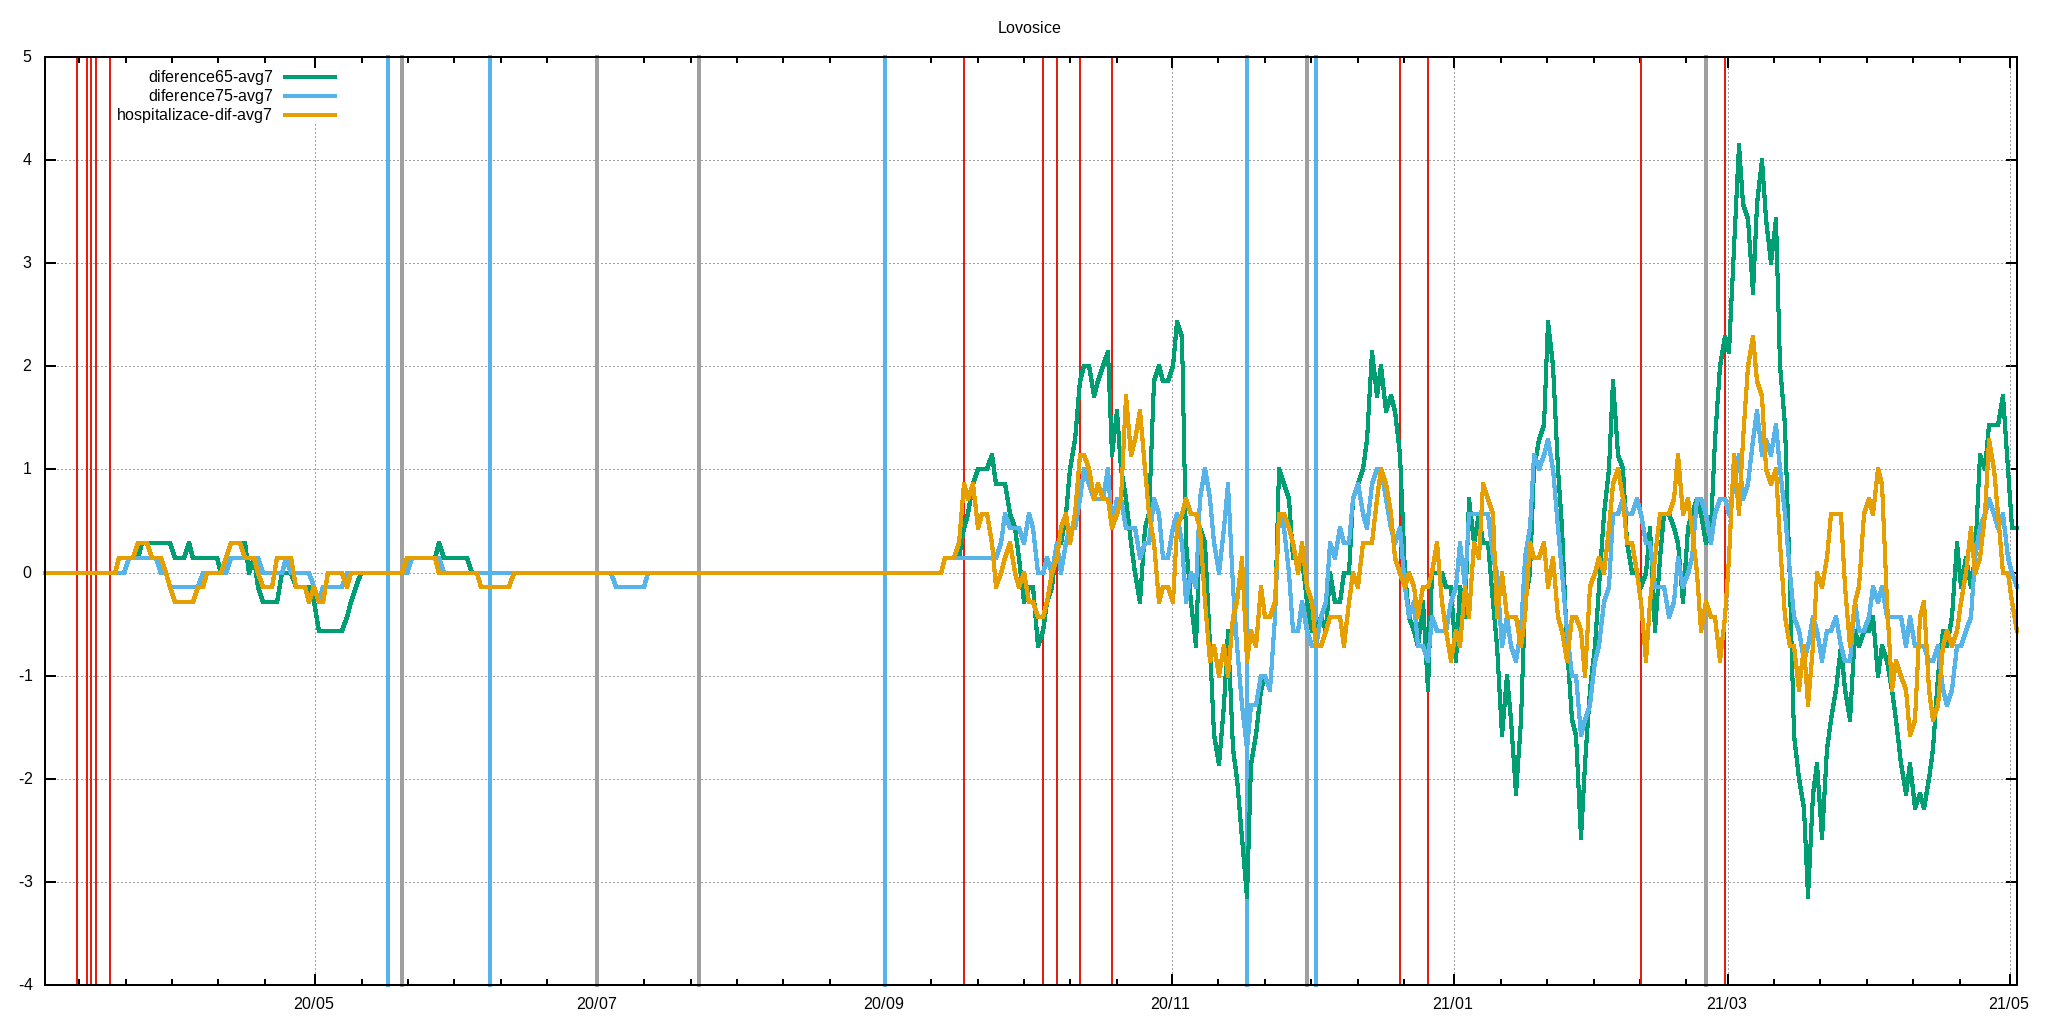 Lovosice
5
diference65-avg7
diference75-avg7
hospitalizace-dif-avg7
4
3
2
1
0
-1
-2
-3
-4
20/05 20/07 20/09 20/11 21/01 21/03 21/05